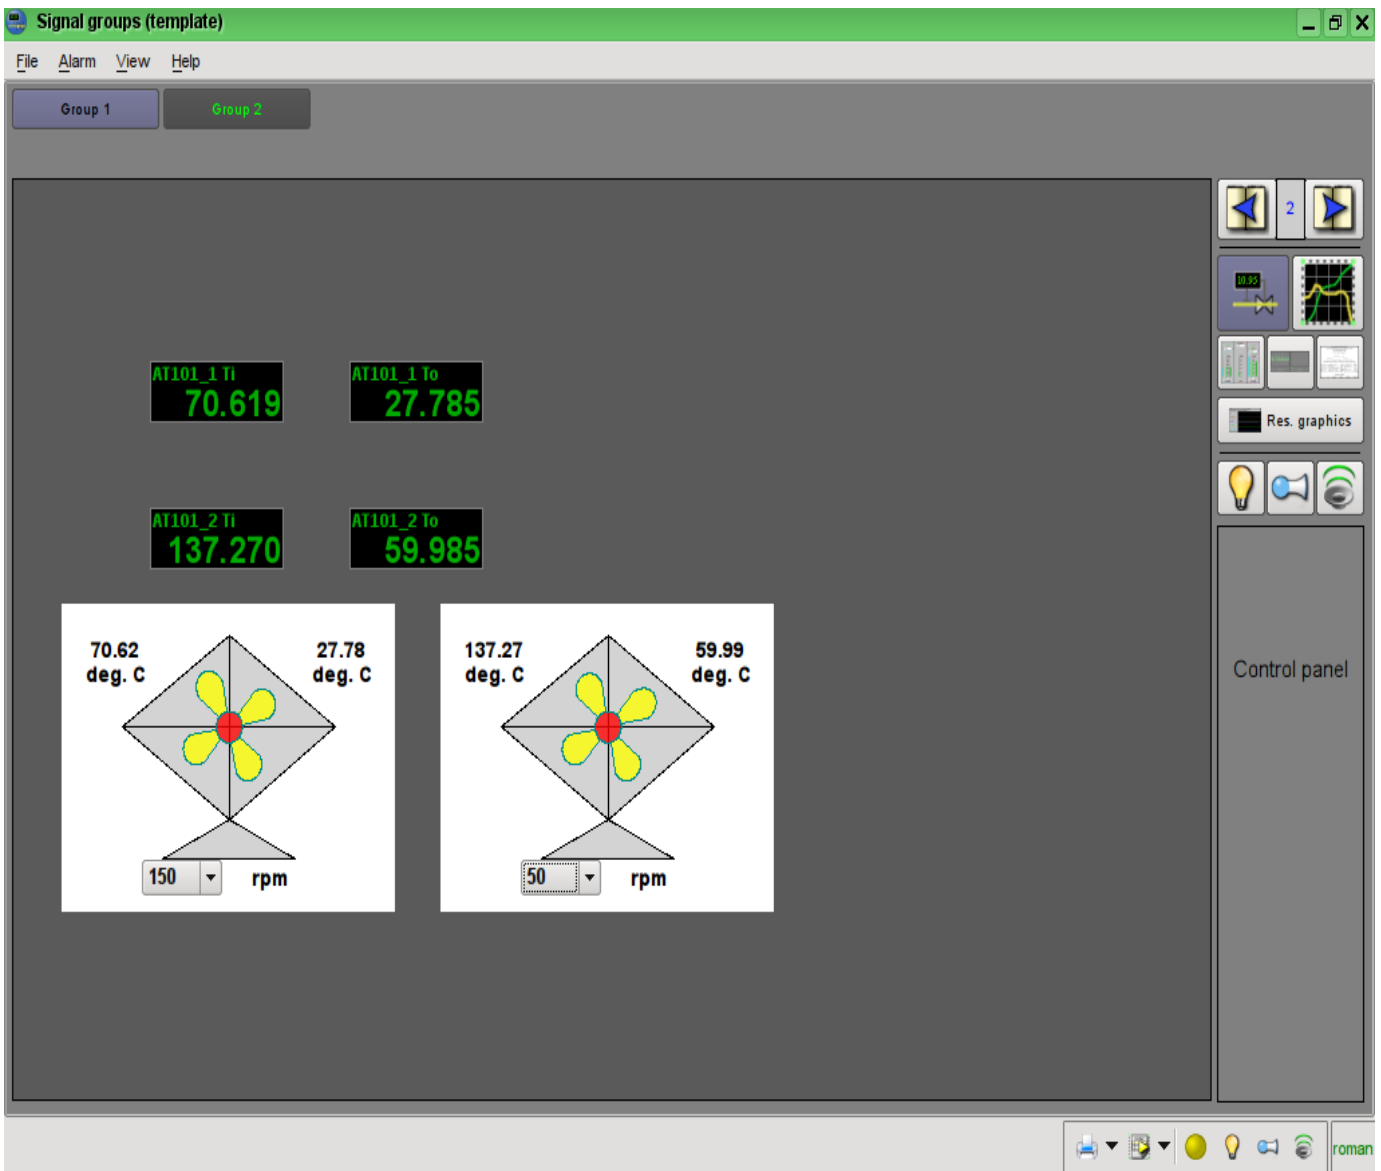 Signal groups (template)
File Alarm View Help
Group 1 Group 2
2
10.95
AT101_1 Ti AT101_1 To
70.619 27.785
Res. graphics
AT101_2 Ti AT101_2 To
137.270 59.985
70.62 27.78 137.27 59.99
deg. C deg. C deg. C deg. C
Control panel
150 rpm 50 rpm
roman